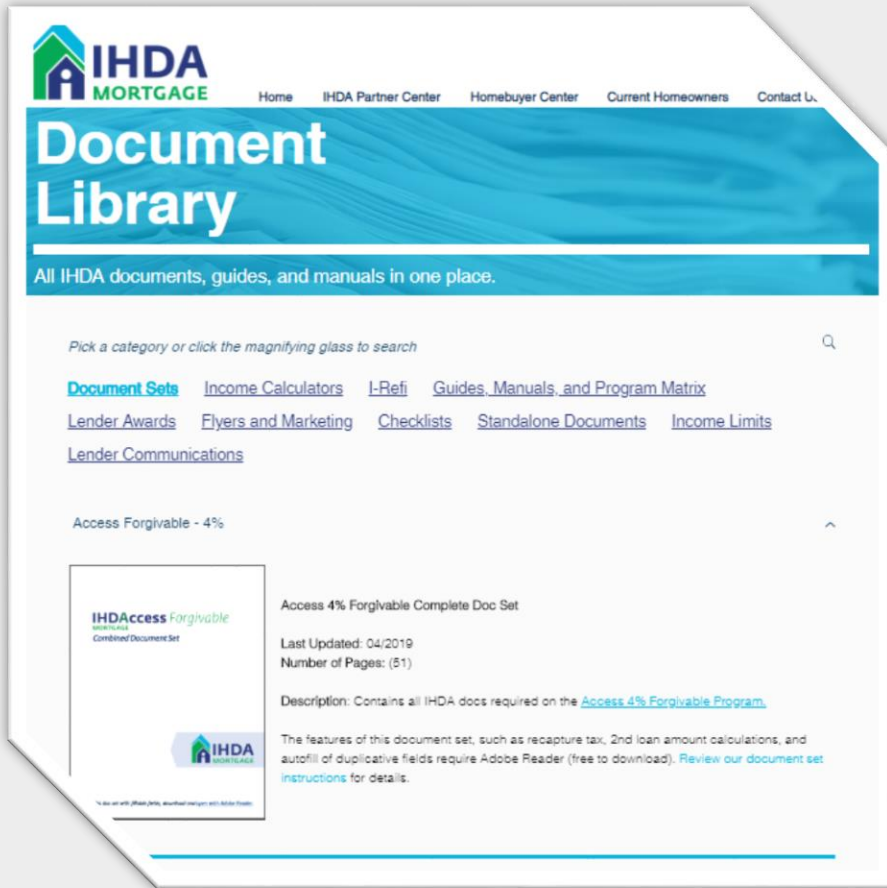 IHDA
MORTGAGE
Home IHDA Partner Center Homebuyer Center Current Homeowners Contact
Document
Library
All IHDA documents, guides, and manuals in one place.
Pick a category or click the magnifying glass to search
Document Sets Income Calculators I-Refi Guides, Manuals, and Program Matrix
Lender Awards Flyers and Marketing Checklists Standalone Documents Income Limits
Lender Communications
Access Forgivable - 4%
IHDAccess Forgivable
MORTGAGE
Combined Document Set
IHDA
MORTGAGE
Access 4% Forgivable Complete Doc Set
Last Updated: 04/2019
Number of Pages: (51)
Description: Contains all IHDA docs required on the Access 4% Forgivable Program.
The features of this document set, such as recapture tax, 2nd loan amount calculations, and
autofill of duplicative fields require Adobe Reader (free to download). Review our document set
instructions for details.